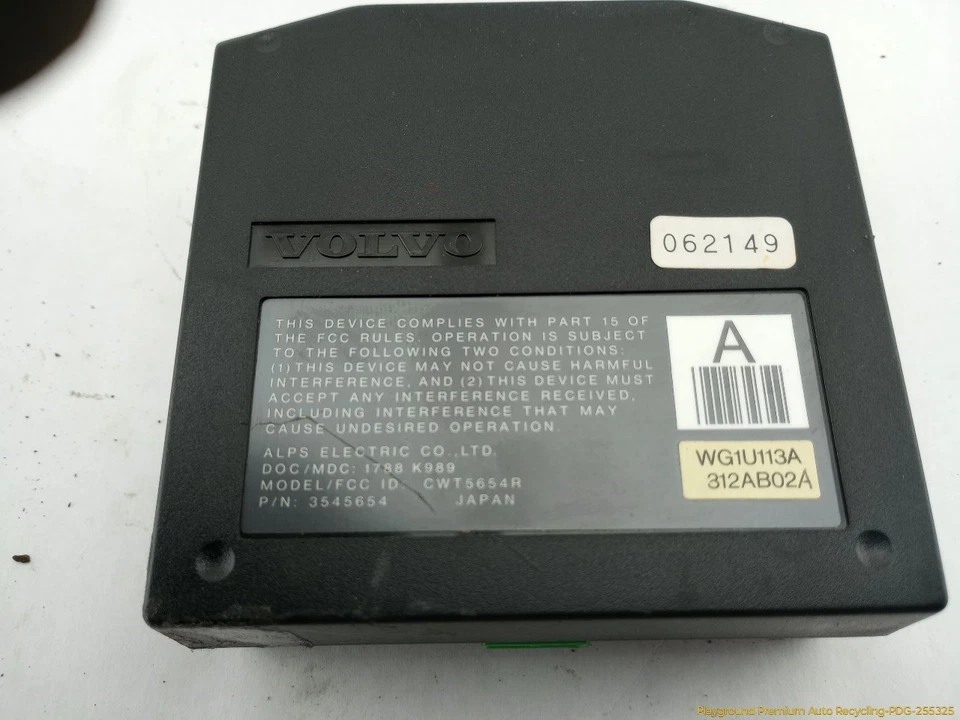 VOLVO
062149
THIS DEVICE COMPLIES WITH PART 15 OF
THE FCC RULES. OPERATION IS SUBJECT
TO THE FOLLOWING TWO CONDITIONS:
(1) THIS DEVICE MAY NOT CAUSE HARMFUL
INTERFERENCE, AND (2) THIS DEVICE MUST
ACCEPT ANY INTERFERENCE RECEIVED,
INCLUDING INTERFERENCE THAT MAY
CAUSE UNDESIRED OPERATION.
ALPS ELECTRIC CO.,LTD.
DOC/MDC: 1788 K989
MODEL/FCC ID: CWT5654R
P/N: 3545654 JAPAN
A
WG1U113A
312AB02A
Playground Premium Auto Recycling-PDG-255325